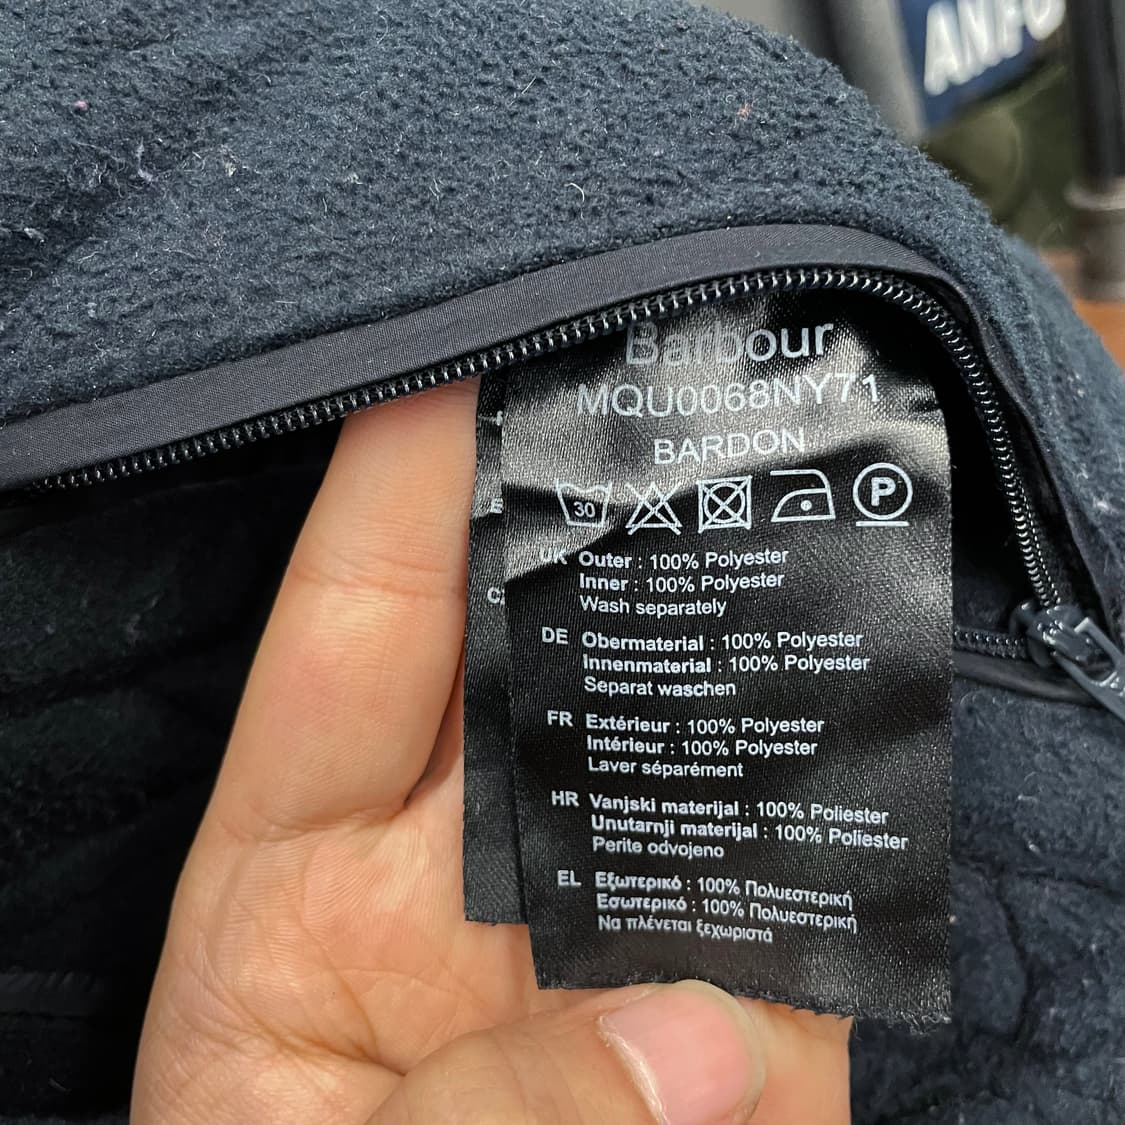 Barbour
MQU0068NY71
BARDON
30
P
UK Outer : 100% Polyester
Inner : 100% Polyester
Wash separately
DE Obermaterial : 100% Polyester
Innenmaterial : 100% Polyester
Separat waschen
FR Extérieur : 100% Polyester
Intérieur : 100% Polyester
Laver séparément
HR Vanjski materijal : 100% Poliester
Unutarnji materijal : 100% Poliester
Perite odvojeno
EL Εξωτερικό : 100% Πολυεστερική
Εσωτερικό : 100% Πολυεστερική
Να πλένεται ξεχωριστά